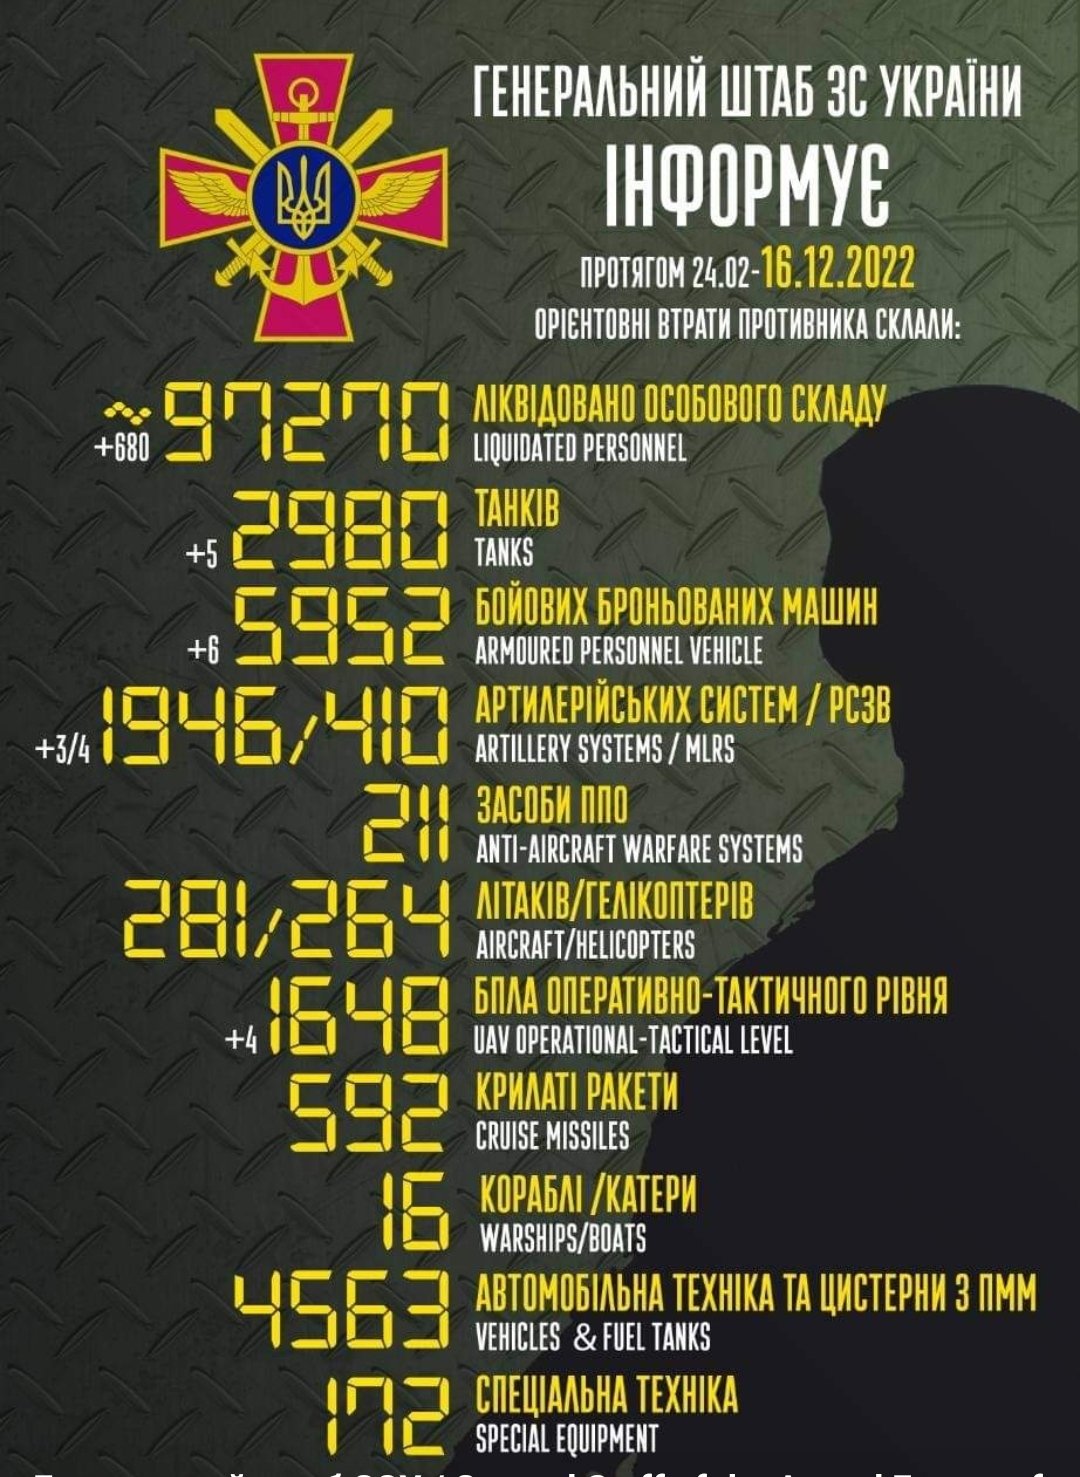 ГЕНЕРАЛЬНИЙ ШТАБ ЗС УКРАЇНИ
ІНФОРМУЄ
ПРОТЯГОМ 24.02-16.12.2022
ОРІЄНТОВНІ ВТРАТИ ПРОТИВНИКА СКЛАЛИ:
~97270 ЛІКВІДОВАНО ОСОБОВОГО СКЛАДУ
+680 LIQUIDATED PERSONNEL
2980 ТАНКІВ
+5 TANKS
5952 БОЙОВИХ БРОНЬОВАНИХ МАШИН
+6 ARMOURED PERSONNEL VEHICLE
1946/410 АРТИЛЕРІЙСЬКИХ СИСТЕМ / РСЗВ
+3/4 ARTILLERY SYSTEMS / MLRS
211 ЗАСОБИ ППО
ANTI-AIRCRAFT WARFARE SYSTEMS
281/264 ЛІТАКІВ/ГЕЛІКОПТЕРІВ
AIRCRAFT/HELICOPTERS
1648 БПЛА ОПЕРАТИВНО-ТАКТИЧНОГО РІВНЯ
+4 UAV OPERATIONAL-TACTICAL LEVEL
592 КРИЛАТІ РАКЕТИ
CRUISE MISSILES
16 КОРАБЛІ /КАТЕРИ
WARSHIPS/BOATS
4563 АВТОМОБІЛЬНА ТЕХНІКА ТА ЦИСТЕРНИ З ПММ
VEHICLES & FUEL TANKS
172 СПЕЦІАЛЬНА ТЕХНІКА
SPECIAL EQUIPMENT